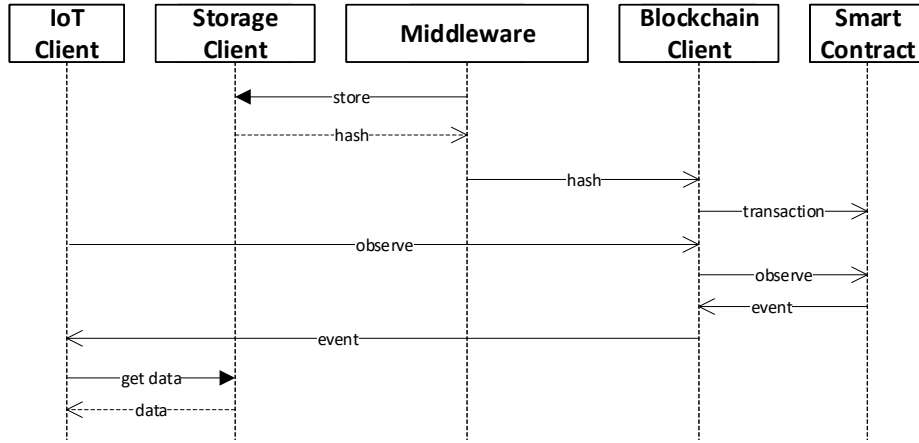 IoT
Client
Storage
Client
Middleware
Blockchain
Client
Smart
Contract
store
hash
hash
transaction
observe
observe
event
event
get data
data